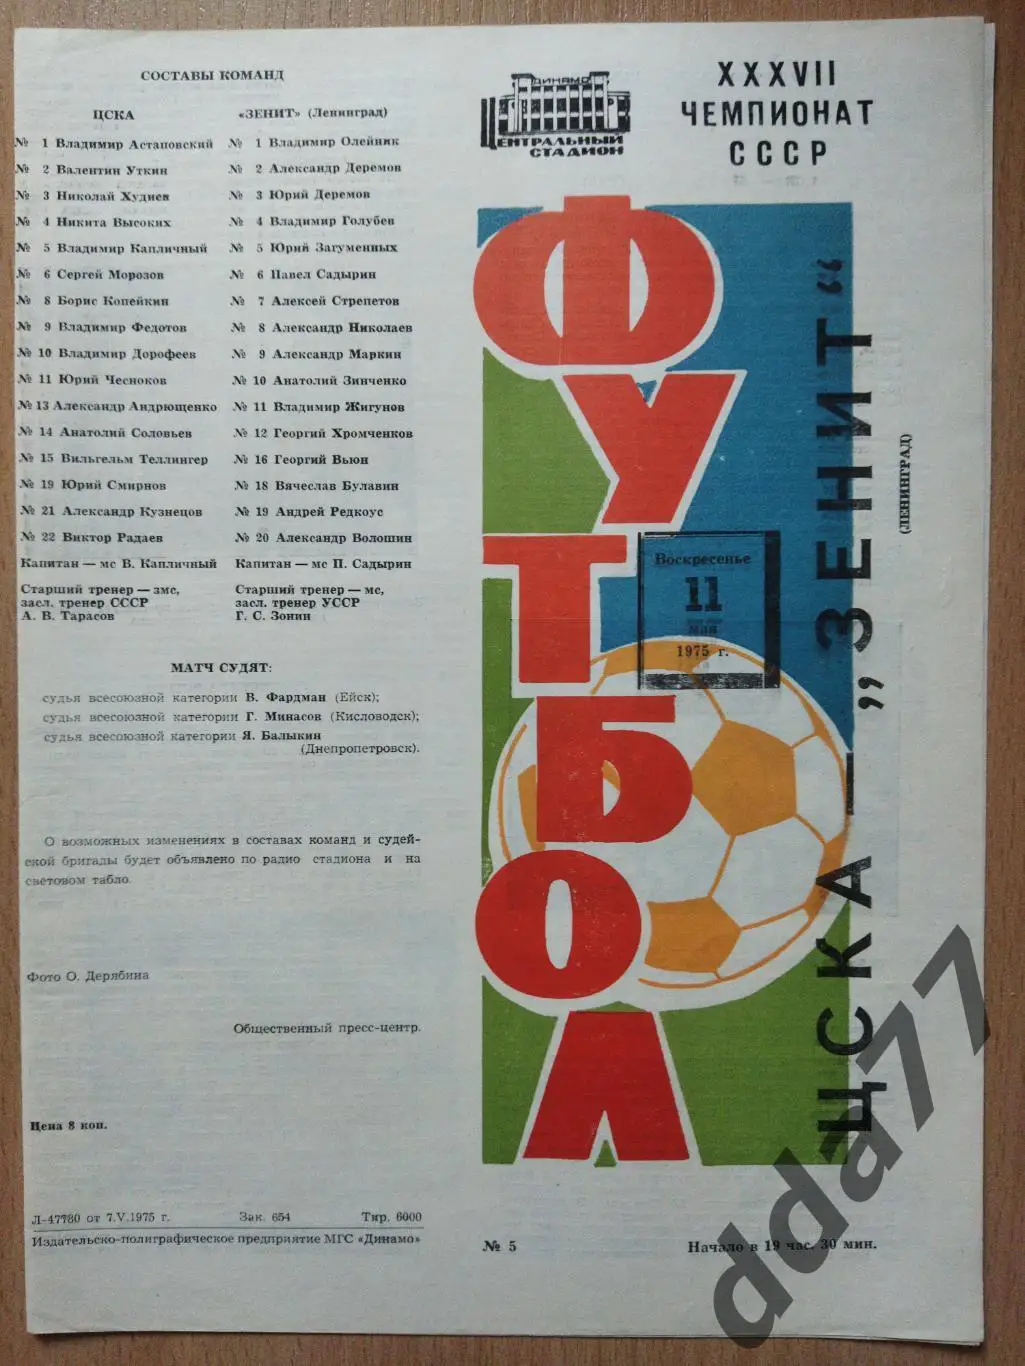 СОСТАВЫ КОМАНД
ЦСКА
№ 1 Владимир Астаповский
№ 2 Валентин Уткин
№ 3 Николай Худиев
№ 4 Никита Высоких
№ 5 Владимир Капличный
№ 6 Сергей Морозов
№ 8 Борис Копейкин
№ 9 Владимир Федотов
№ 10 Владимир Дорофеев
№ 11 Юрий Чесноков
№ 13 Александр Андрющенко
№ 14 Анатолий Соловьев
№ 15 Вильгельм Теллингер
№ 19 Юрий Смирнов
№ 21 Александр Кузнецов
№ 22 Виктор Радаев
Капитан — мс В. Капличный
Старший тренер — змс,
засл. тренер СССР
А. В. Тарасов
«ЗЕНИТ» (Ленинград)
№ 1 Владимир Олейник
№ 2 Александр Деремов
№ 3 Юрий Деремов
№ 4 Владимир Голубев
№ 5 Юрий Загуменных
№ 6 Павел Садырин
№ 7 Алексей Стрепетов
№ 8 Александр Николаев
№ 9 Александр Маркин
№ 10 Анатолий Зинченко
№ 11 Владимир Жигунов
№ 12 Георгий Хромченков
№ 16 Георгий Вьюн
№ 18 Вячеслав Булавин
№ 19 Андрей Редкоус
№ 20 Александр Волошин
Капитан — мс П. Садырин
Старший тренер — мс,
засл. тренер УССР
Г. С. Зонин
МАТЧ СУДЯТ:
судья всесоюзной категории В. Фардман (Ейск);
судья всесоюзной категории Г. Минасов (Кисловодск);
судья всесоюзной категории Я. Балыкин
(Днепропетровск).
О возможных изменениях в составах команд и судей-
ской бригады будет объявлено по радио стадиона и на
световом табло.
Фото О. Дерябина
Общественный пресс-центр.
Цена 8 коп.
Л-47780 от 7.V.1975 г. Зак. 654 Тир. 6000
Издательско-полиграфическое предприятие МГС «Динамо»
ДИНАМО
ЦЕНТРАЛЬНЫЙ
СТАДИОН
XXXVII
ЧЕМПИОНАТ
СССР
ФУТБОЛ
Воскресенье
11
мая
1975 г.
ЦСКА — „ЗЕНИТ“
(ЛЕНИНГРАД)
№ 5
Начало в 19 час. 30 мин.
dda77